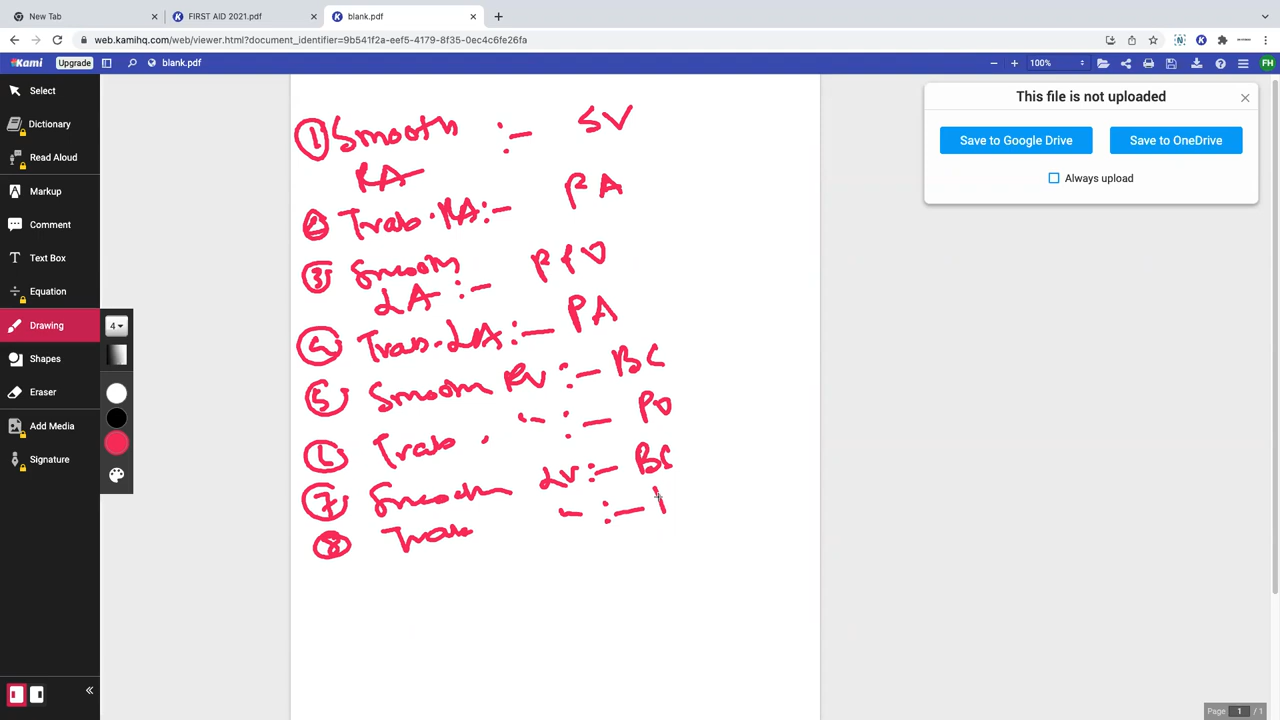 New Tab
FIRST AID 2021.pdf
blank.pdf
web.kamihq.com/web/viewer.html?document_identifier=9b541f2a-eef5-4179-8f35-0ec4c6fe26fa
Kami
Upgrade
blank.pdf
100%
FH
Select
Dictionary
Read Aloud
Markup
Comment
Text Box
Equation
Drawing
4
Shapes
Eraser
Add Media
Signature
This file is not uploaded
Save to Google Drive
Save to OneDrive
Always upload
① Smooth RA :- SV
② Trab. RA :- PA
③ Smooth LA :- PPV
④ Trab. LA :- PA
⑤ Smooth RV :- BC
⑥ Trab. " :- PV
⑦ Smooth LV :- BC
⑧ Trab " :-
Page: 1 / 1